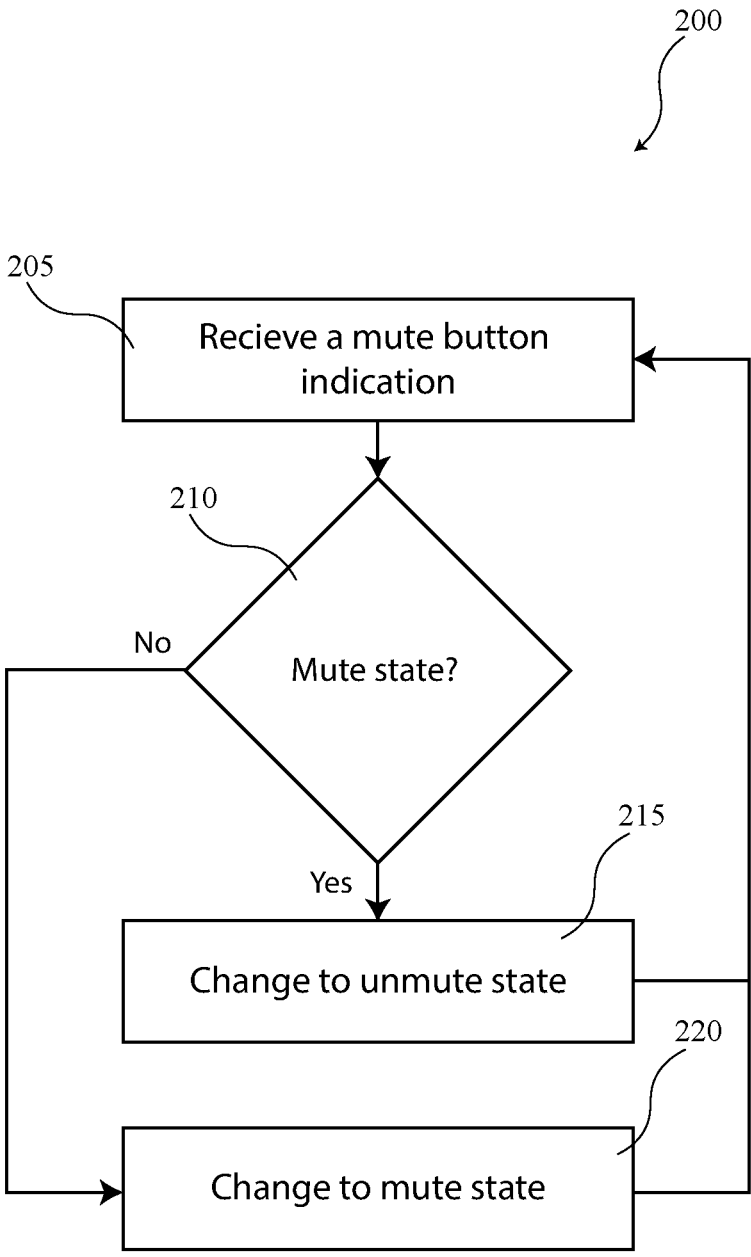 200
205
Recieve a mute button
indication
210
No
Mute state?
215
Yes
Change to unmute state
220
Change to mute state